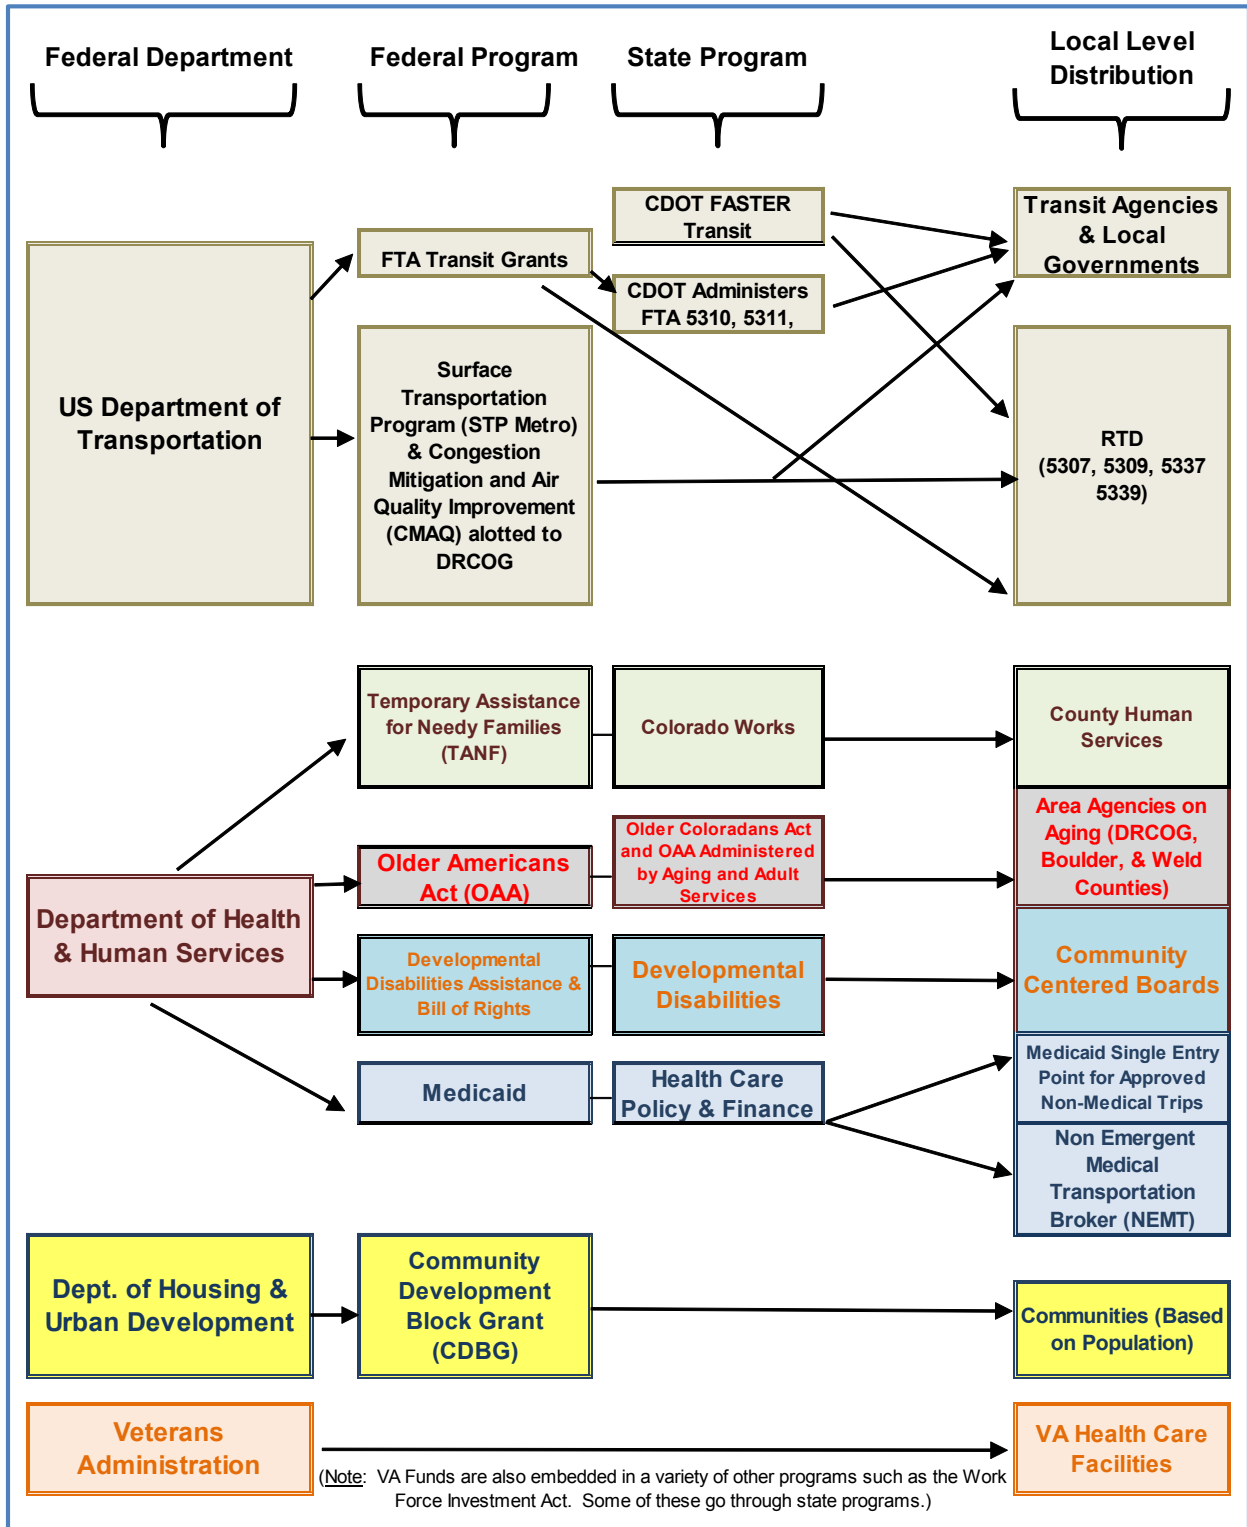 Federal Department
Federal Program
State Program
Local Level
Distribution
US Department of
Transportation
FTA Transit Grants
Surface
Transportation
Program (STP Metro)
& Congestion
Mitigation and Air
Quality Improvement
(CMAQ) alotted to
DRCOG
CDOT FASTER
Transit
CDOT Administers
FTA 5310, 5311,
Transit Agencies
& Local
Governments
RTD
(5307, 5309, 5337
5339)
Department of Health
& Human Services
Temporary Assistance
for Needy Families
(TANF)
Colorado Works
County Human
Services
Older Americans
Act (OAA)
Older Coloradans Act
and OAA Administered
by Aging and Adult
Services
Area Agencies on
Aging (DRCOG,
Boulder, & Weld
Counties)
Developmental
Disabilities Assistance &
Bill of Rights
Developmental
Disabilities
Community
Centered Boards
Medicaid
Health Care
Policy & Finance
Medicaid Single Entry
Point for Approved
Non-Medical Trips
Non Emergent
Medical
Transportation
Broker (NEMT)
Dept. of Housing &
Urban Development
Community
Development
Block Grant
(CDBG)
Communities (Based
on Population)
Veterans
Administration
VA Health Care
Facilities
(Note:  VA Funds are also embedded in a variety of other programs such as the Work
Force Investment Act.  Some of these go through state programs.)